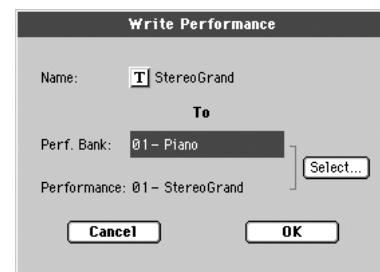 Write Performance
Name: T StereoGrand
To
Perf. Bank: 01- Piano
Select...
Performance: 01- StereoGrand
Cancel OK